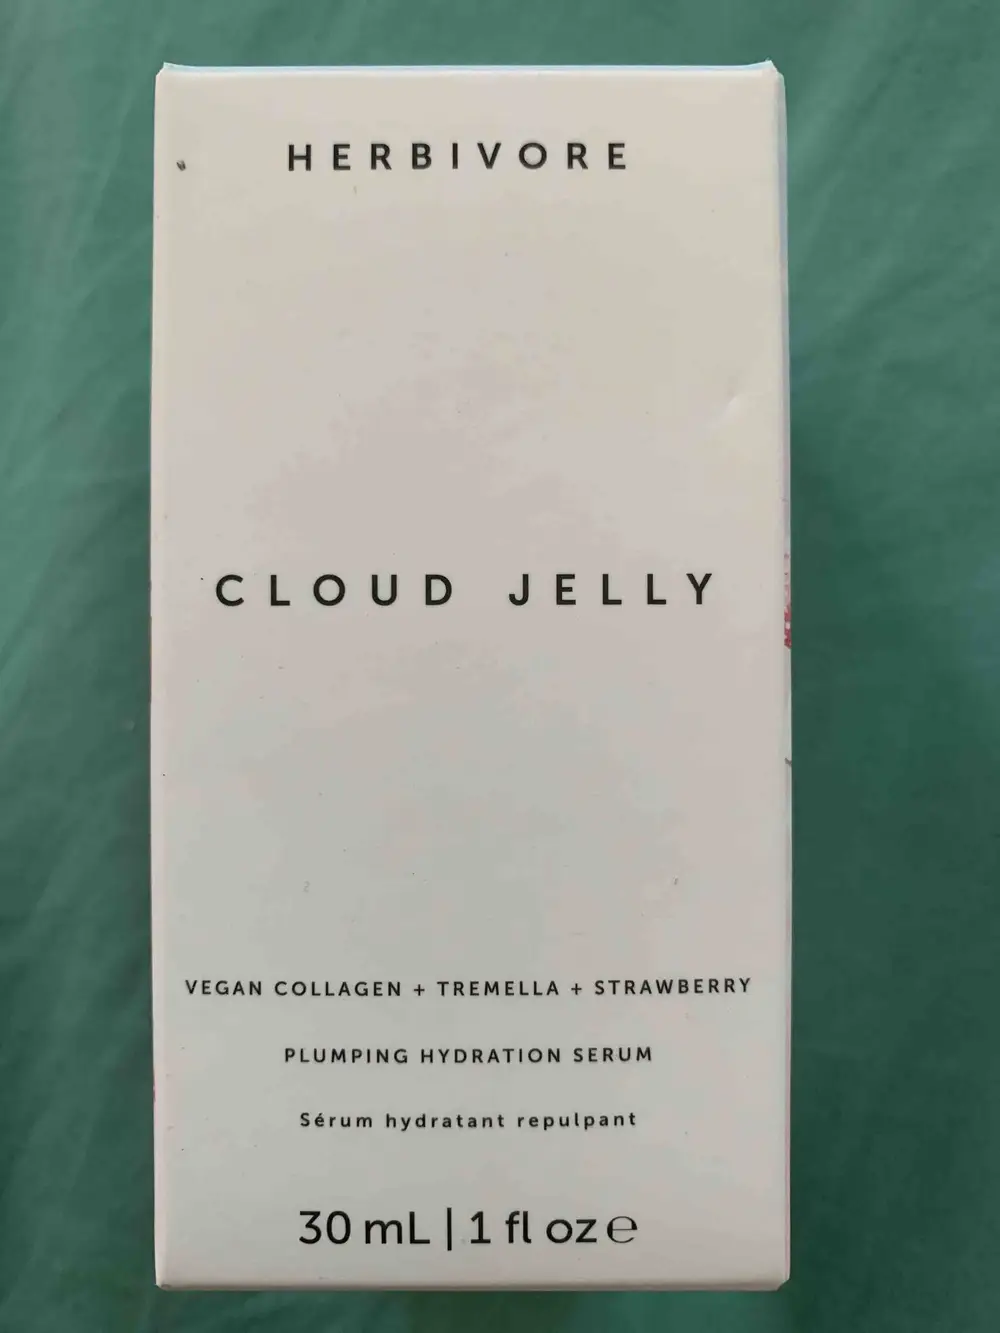 HERBIVORE
CLOUD JELLY
VEGAN COLLAGEN + TREMELLA + STRAWBERRY
PLUMPING HYDRATION SERUM
Sérum hydratant repulpant
30 mL | 1 fl oz ℮